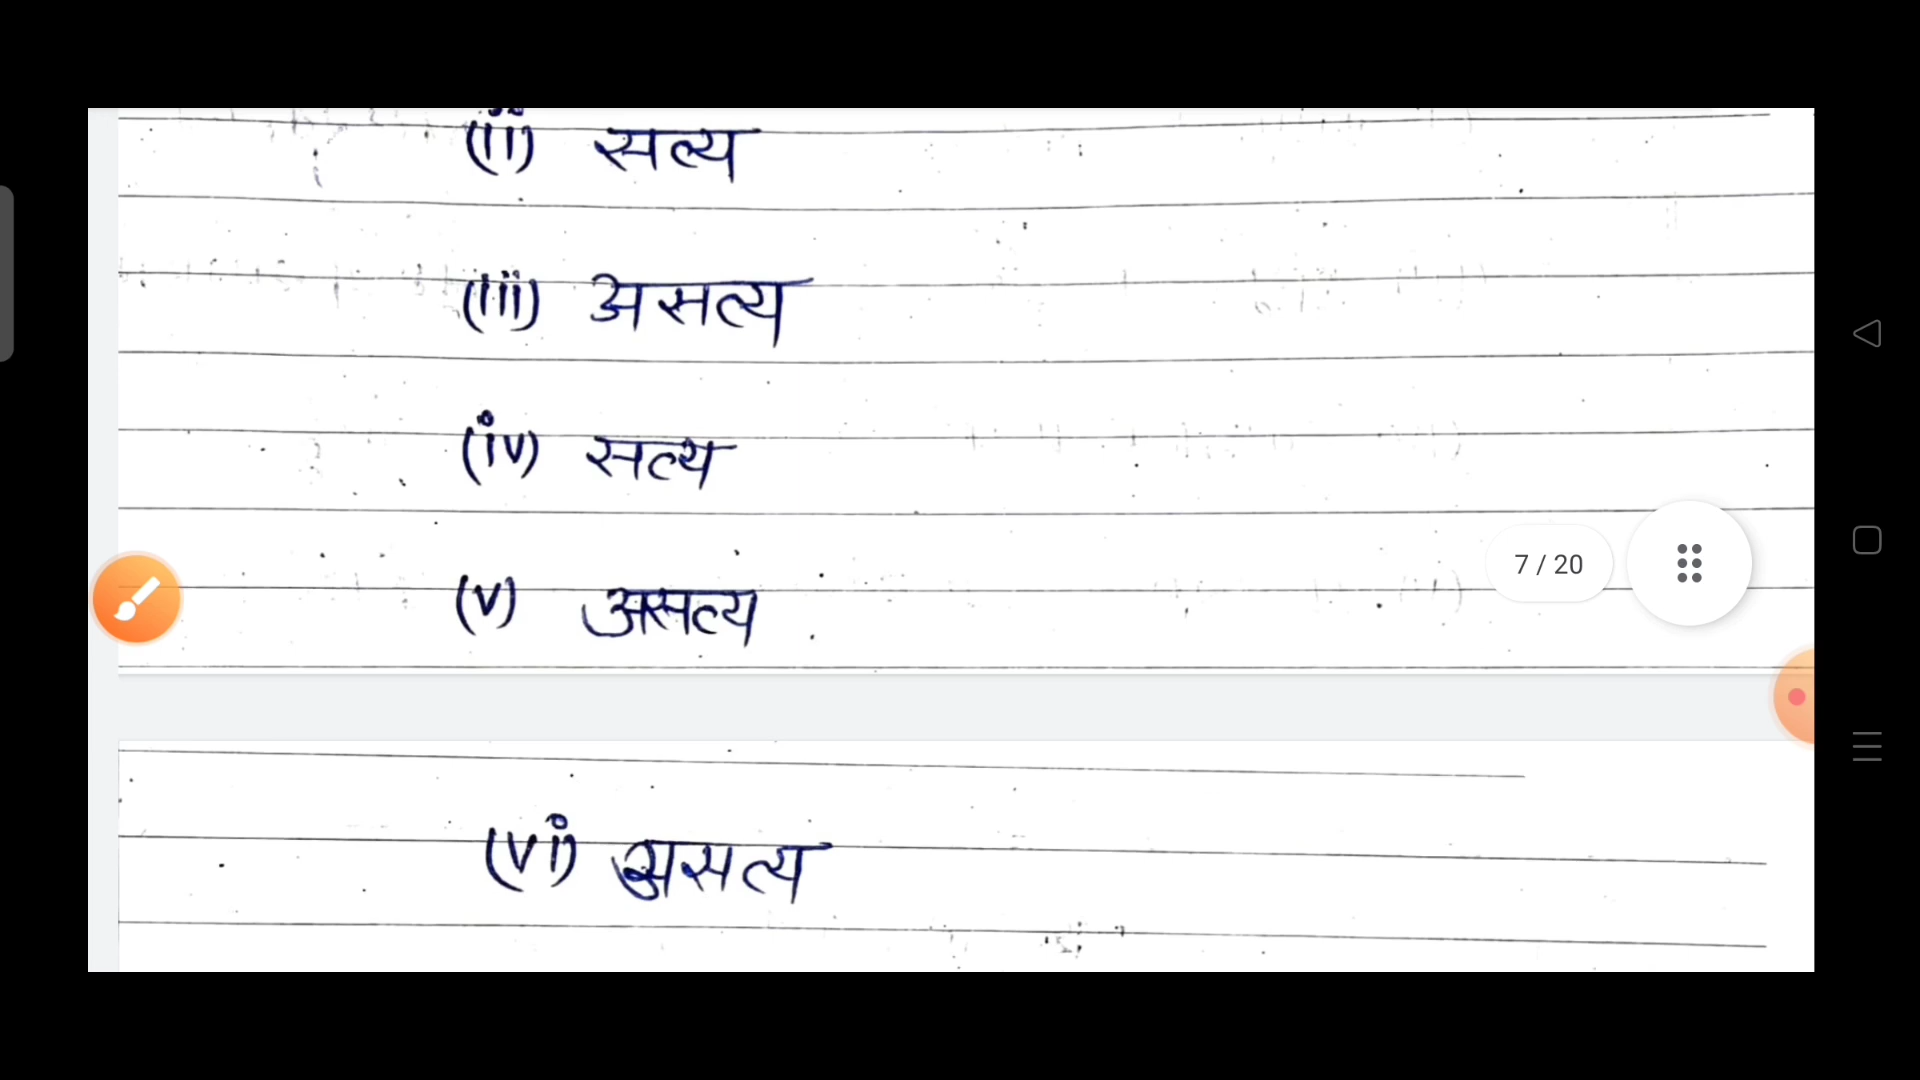 (ii) सत्य
(iii) असत्य
(iv) सत्य
(v) असत्य
7 / 20
(vi) असत्य